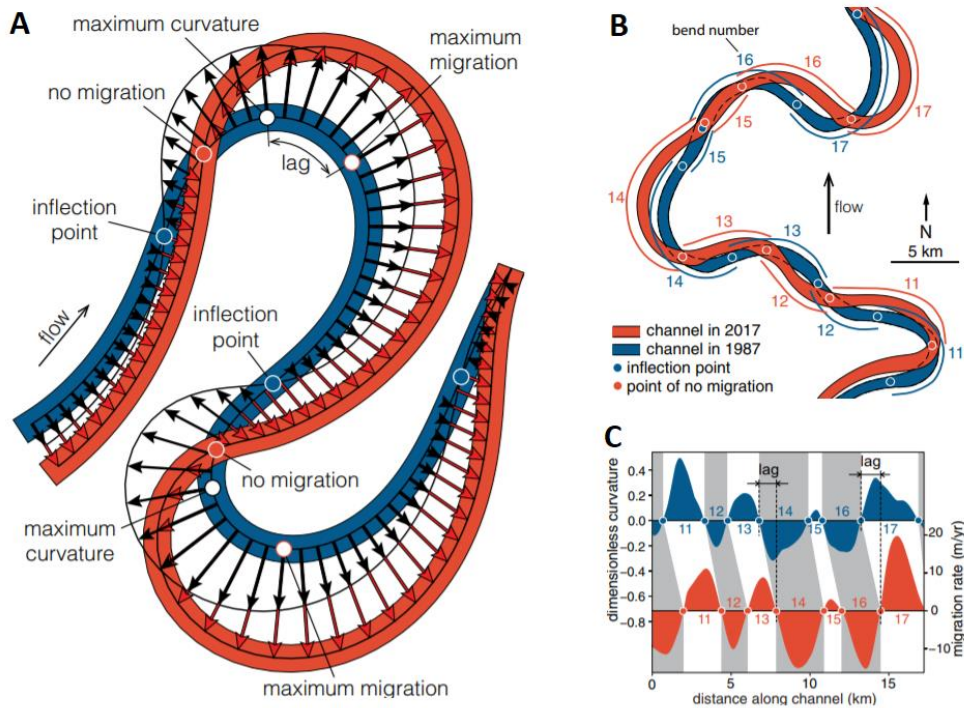 A
maximum curvature
maximum
migration
no migration
lag
inflection
point
flow
inflection
point
no migration
maximum
curvature
maximum migration
B
bend number
16
16
15
15
17
17
14
14
13
13
12
12
11
11
flow
N
5 km
channel in 2017
channel in 1987
inflection point
point of no migration
C
lag
lag
dimensionless curvature
0.4
0.2
0.0
−0.2
−0.4
−0.6
−0.8
11
12
13
14
15
16
17
11
12
13
14
15
16
17
20
10
0
−10
migration rate (m/yr)
0
5
10
15
distance along channel (km)